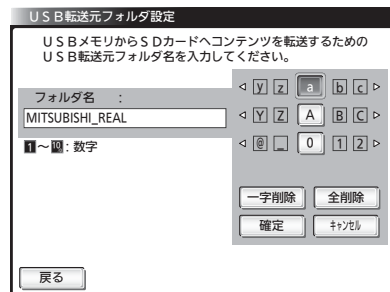 USB転送元フォルダ設定
USBメモリからSDカードへコンテンツを転送するための
USB転送元フォルダ名を入力してください。
フォルダ名　：
MITSUBISHI_REAL
1～10：数字
◁ y z a b c ▷
◁ Y Z A B C ▷
◁ @ _ 0 1 2 ▷
一字削除 全削除
確定 ｷｬﾝｾﾙ
戻る